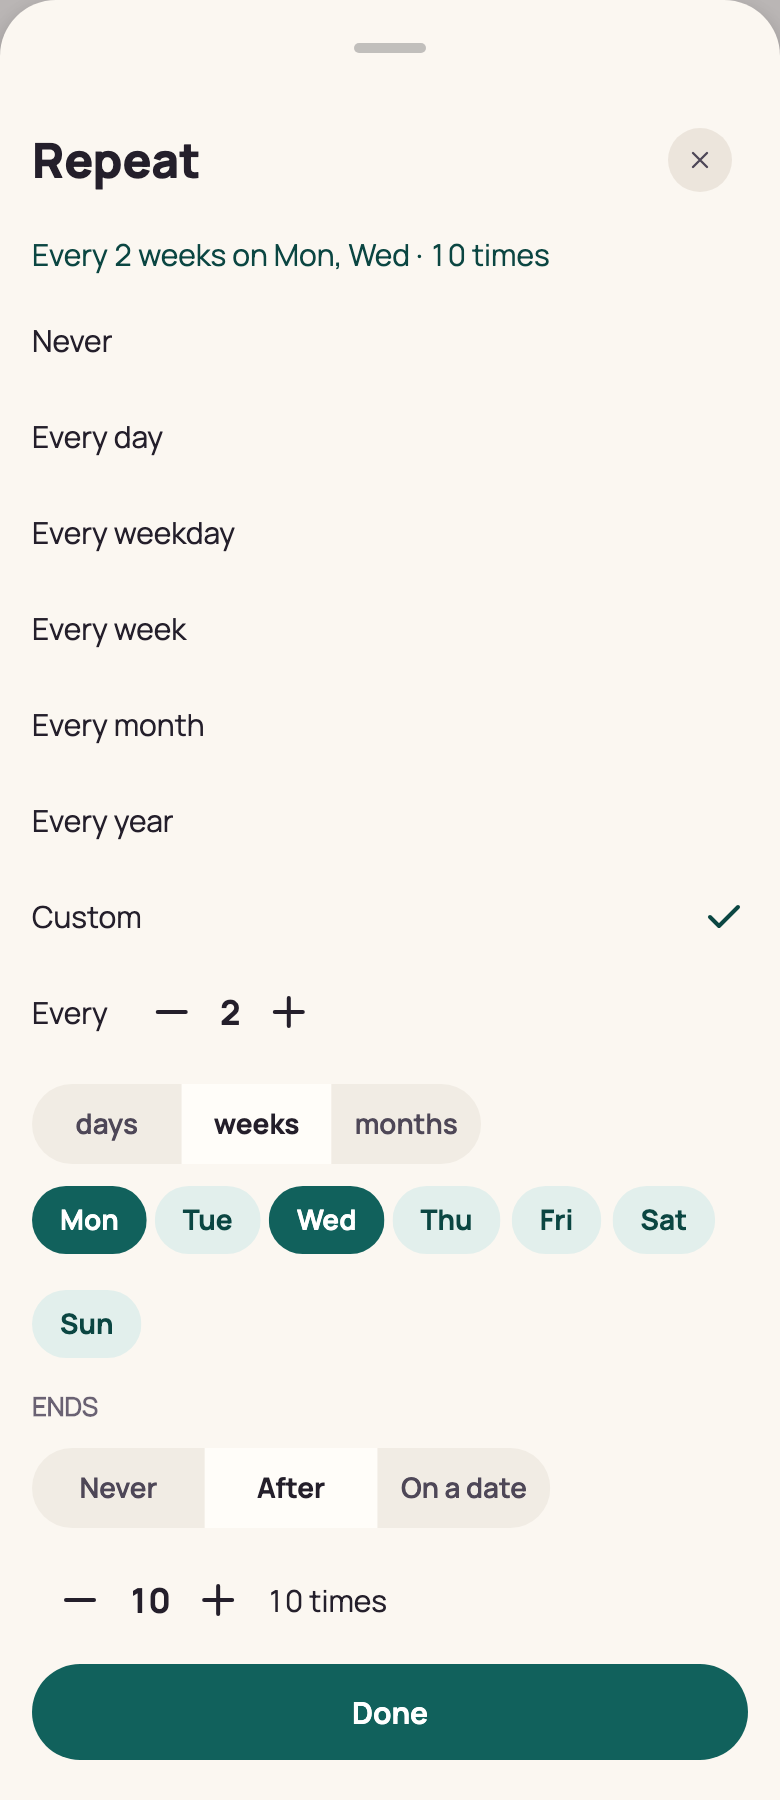 Repeat
Every 2 weeks on Mon, Wed · 10 times
Never
Every day
Every weekday
Every week
Every month
Every year
Custom
Every 2
days weeks months
Mon Tue Wed Thu Fri Sat
Sun
ENDS
Never After On a date
10 10 times
Done